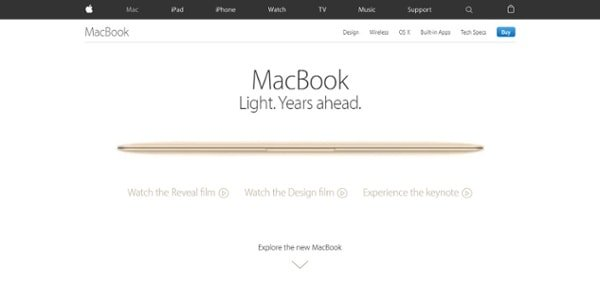 Mac iPad iPhone Watch TV Music Support
MacBook Design Wireless OS X Built-in Apps Tech Specs Buy
MacBook
Light. Years ahead.
Watch the Reveal film Watch the Design film Experience the keynote
Explore the new MacBook